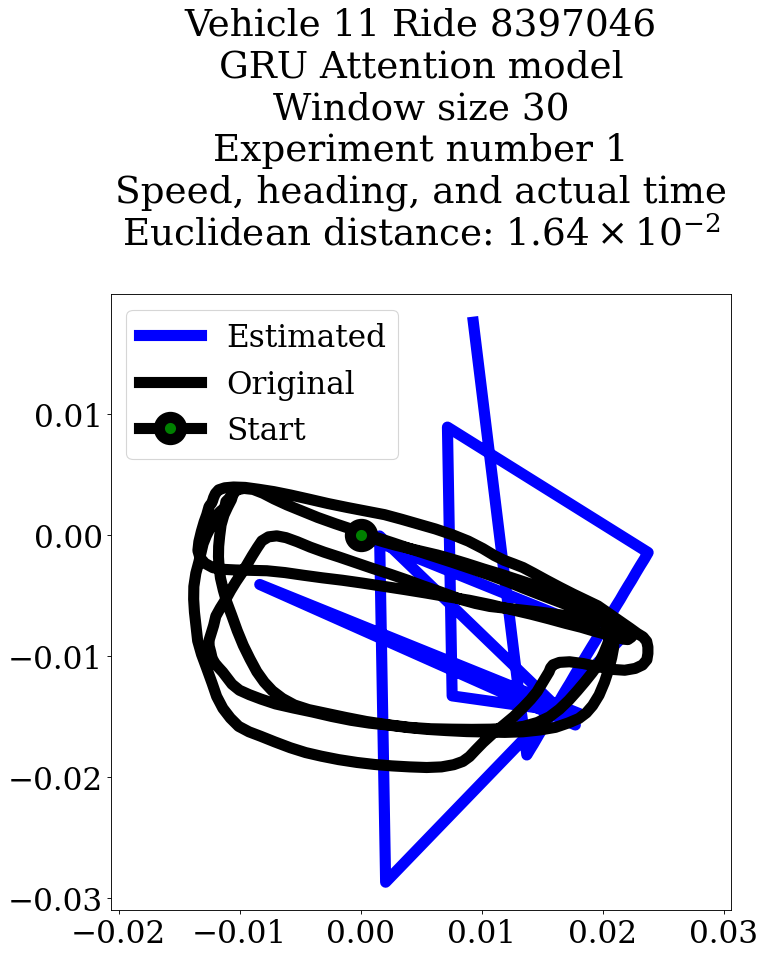 Vehicle 11 Ride 8397046
GRU Attention model
Window size 30
Experiment number 1
Speed, heading, and actual time
Euclidean distance: 1.64 × 10⁻²
Estimated
Original
Start
0.01
0.00
−0.01
−0.02
−0.03
−0.02 −0.01 0.00 0.01 0.02 0.03